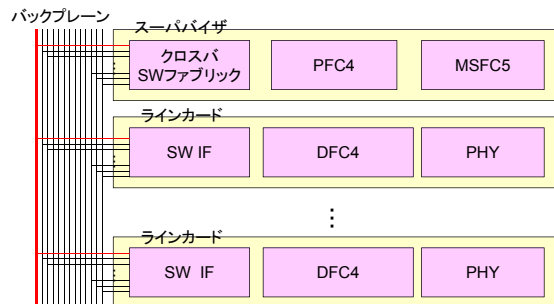 バックプレーン
スーパバイザ
クロスバ
SWファブリック
PFC4
MSFC5
ラインカード
SW IF
DFC4
PHY
⋮
ラインカード
SW IF
DFC4
PHY